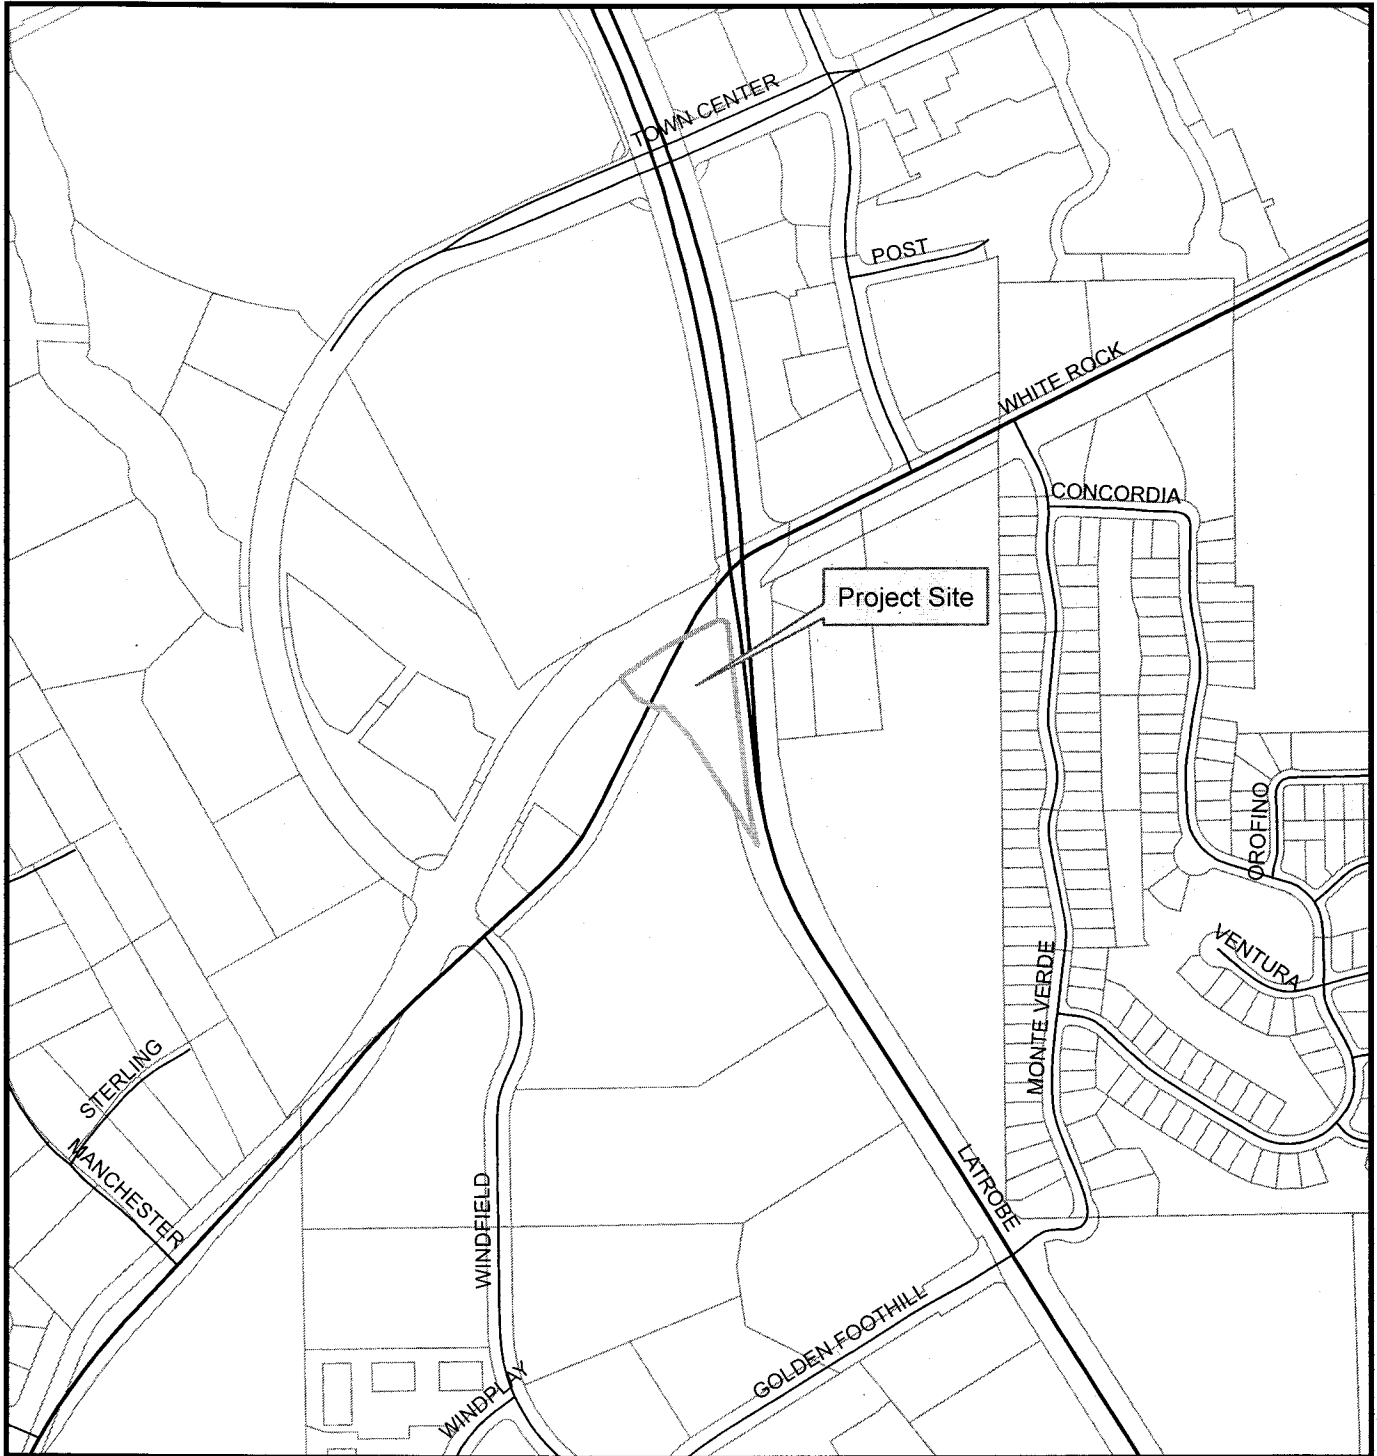 TOWN CENTER
POST
WHITE ROCK
CONCORDIA
Project Site
OROFINO
VENTURA
MONTE VERDE
STERLING
MANCHESTER
LATROBE
WINDFIELD
GOLDEN FOOTHILL
WINDPLAY